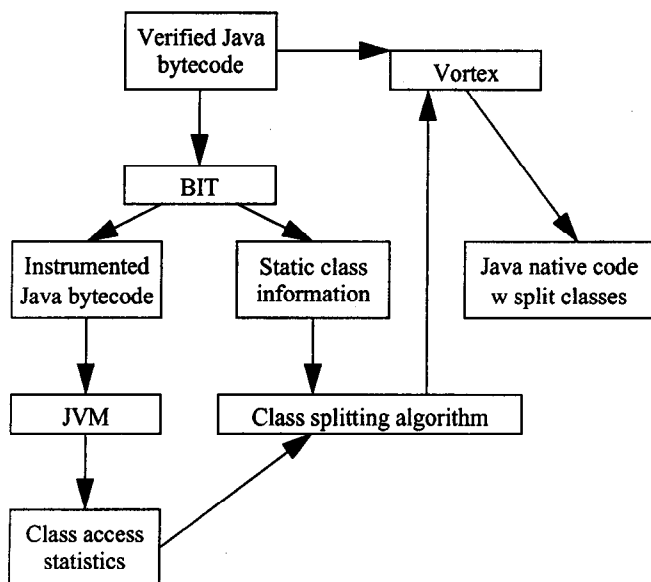 Verified Java
bytecode
Vortex
BIT
Instrumented
Java bytecode
Static class
information
Java native code
w split classes
JVM
Class splitting algorithm
Class access
statistics